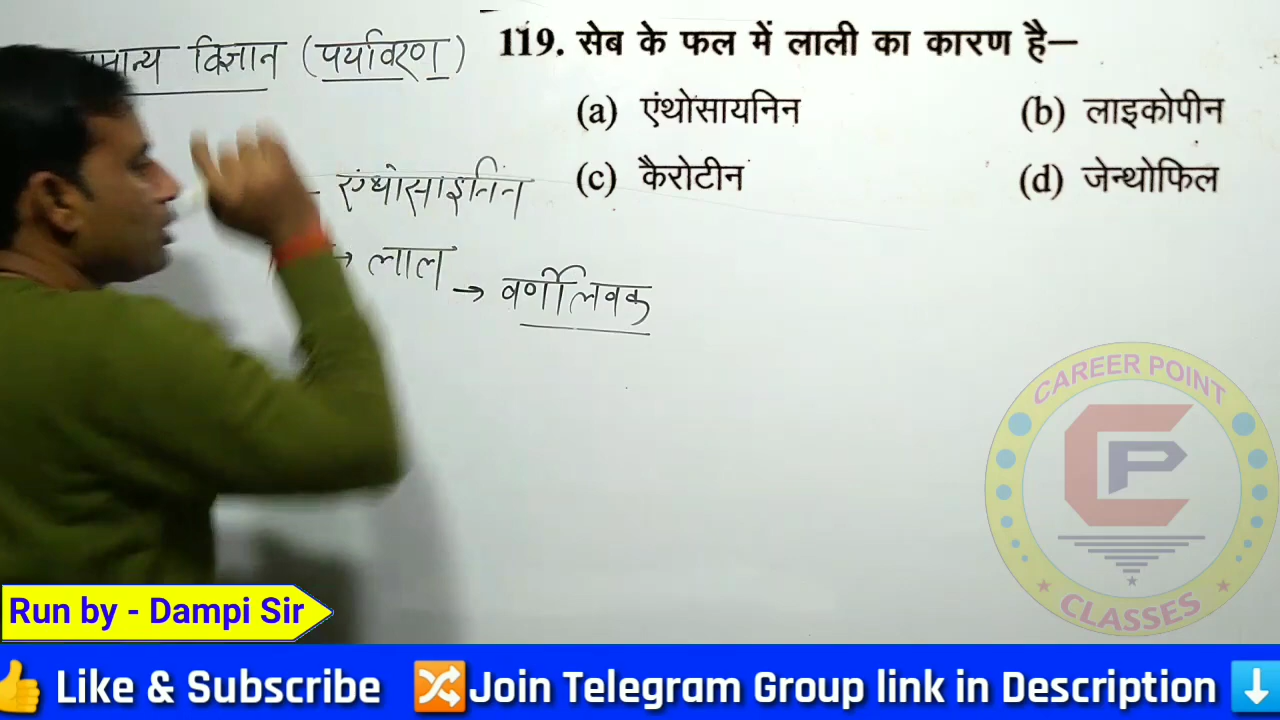 विज्ञान (पर्यावरण)
119. सेब के फल में लाली का कारण है—
(a) एंथोसायनिन (b) लाइकोपीन
(c) कैरोटीन (d) जेन्थोफिल
- एंथोसाइनिन
→ लाल
→ वर्णीलवक
CAREER POINT
CP
CLASSES
Run by - Dampi Sir
👍 Like & Subscribe 🔀 Join Telegram Group link in Description ⬇